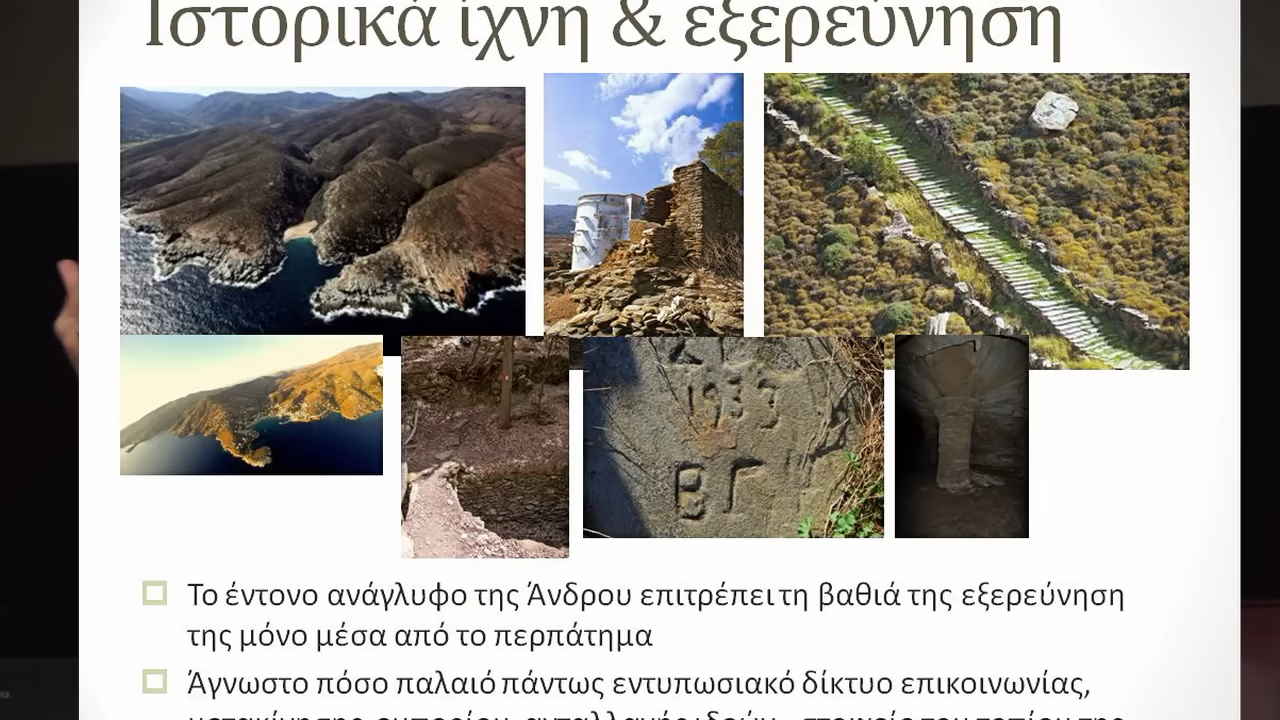 Ιστορικά ίχνη & εξερεύνηση
1933
ΒΓ
Το έντονο ανάγλυφο της Άνδρου επιτρέπει τη βαθιά της εξερεύνηση
της μόνο μέσα από το περπάτημα
Άγνωστο πόσο παλαιό πάντως εντυπωσιακό δίκτυο επικοινωνίας,